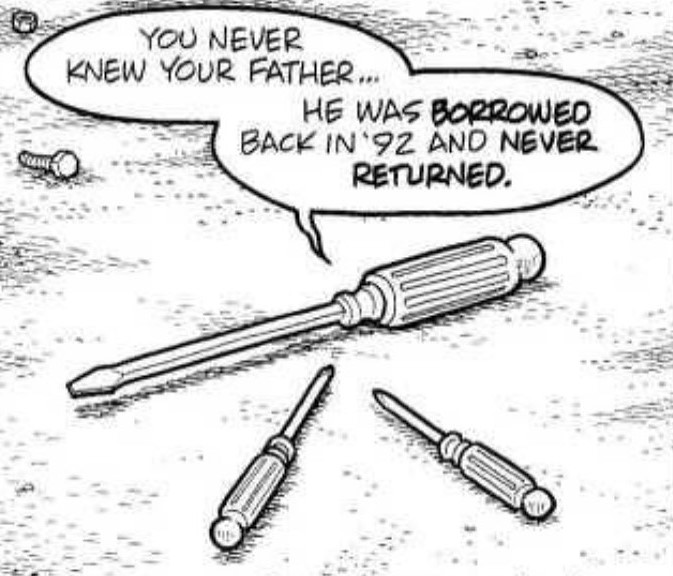 YOU NEVER
KNEW YOUR FATHER...
HE WAS BORROWED
BACK IN '92 AND NEVER
RETURNED.